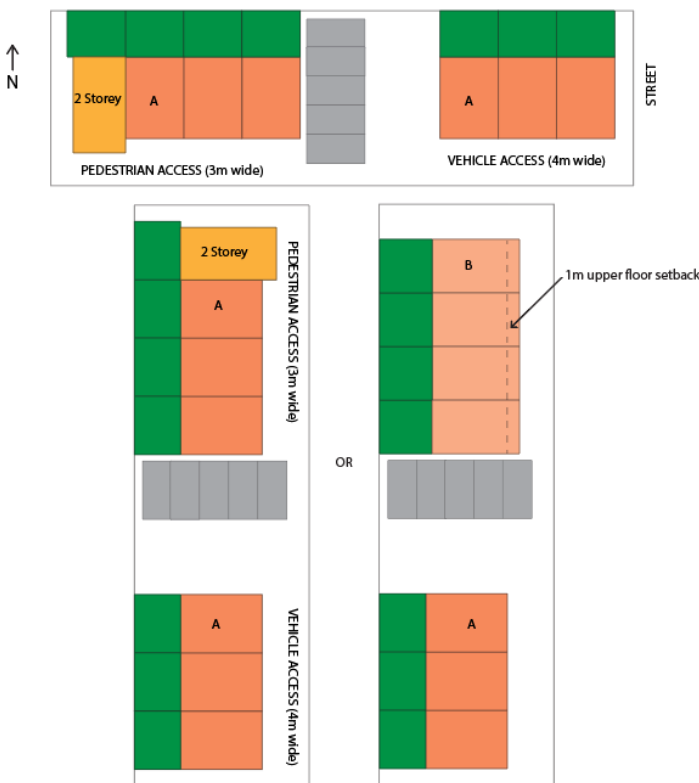 N
2 Storey
A
A
STREET
PEDESTRIAN ACCESS (3m wide)
VEHICLE ACCESS (4m wide)
2 Storey
A
PEDESTRIAN ACCESS (3m wide)
B
1m upper floor setback
OR
A
VEHICLE ACCESS (4m wide)
A